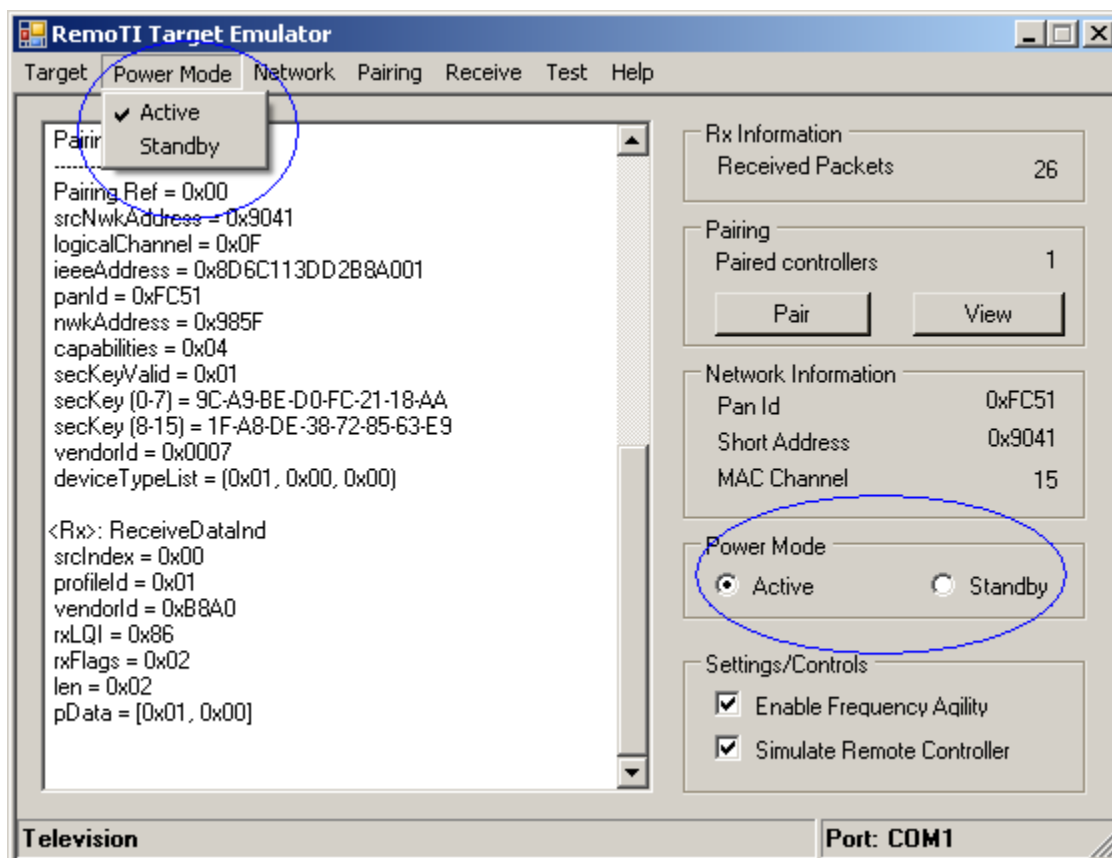 RemoTI Target Emulator
Target Power Mode Network Pairing Receive Test Help
Active
Standby
Pairing Ref = 0x00
srcNwkAddress = 0x9041
logicalChannel = 0x0F
ieeeAddress = 0x8D6C113DD2B8A001
panId = 0xFC51
nwkAddress = 0x985F
capabilities = 0x04
secKeyValid = 0x01
secKey (0-7) = 9C-A9-BE-D0-FC-21-18-AA
secKey (8-15) = 1F-A8-DE-38-72-85-63-E9
vendorId = 0x0007
deviceTypeList = (0x01, 0x00, 0x00)
<Rx>: ReceiveDataInd
srcIndex = 0x00
profileId = 0x01
vendorId = 0xB8A0
rxLQI = 0x86
rxFlags = 0x02
len = 0x02
pData = [0x01, 0x00]
Rx Information
Received Packets 26
Pairing
Paired controllers 1
Pair View
Network Information
Pan Id 0xFC51
Short Address 0x9041
MAC Channel 15
Power Mode
Active Standby
Settings/Controls
Enable Frequency Agility
Simulate Remote Controller
Television Port: COM1